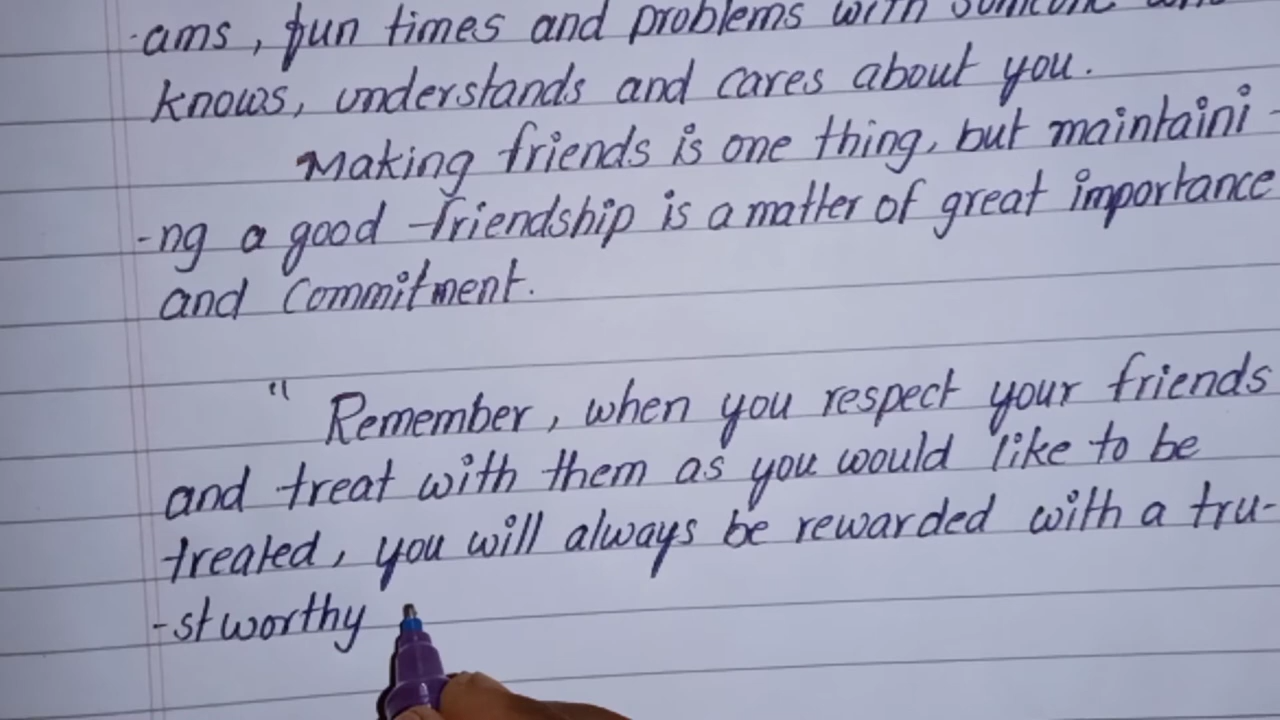 -ams, fun times and problems with someone who
knows, understands and cares about you.
Making friends is one thing, but maintaini-
-ng a good friendship is a matter of great importance
and Commitment.
" Remember, when you respect your friends
and treat with them as you would like to be
treated, you will always be rewarded with a tru-
-stworthy